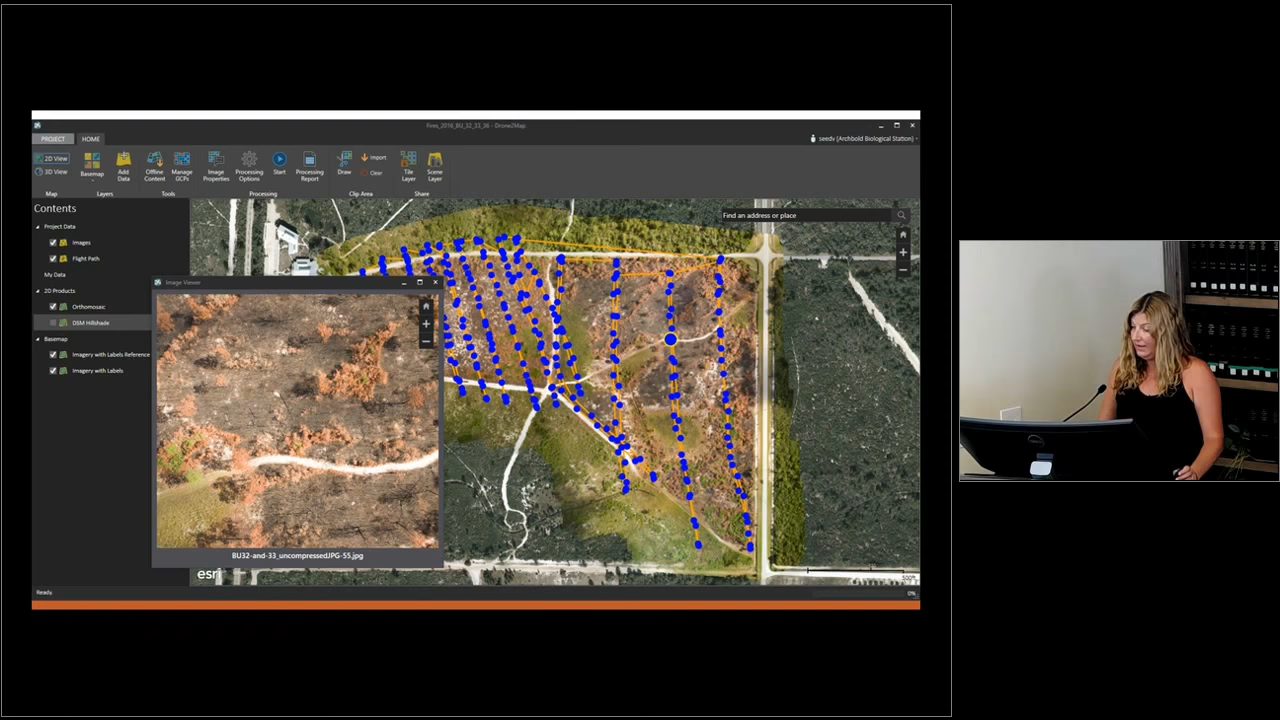 Fires_2016_BU_32_33_36 - Drone2Map
PROJECT HOME
seedv (Archbold Biological Station)
2D View
3D View
Basemap
Add Data
Offline Content
Manage GCPs
Image Properties
Processing Options
Start
Processing Report
Draw
Import
Clear
Tile Layer
Scene Layer
Map Layers Tools Processing Clip Area Share
Contents
Project Data
Images
Flight Path
My Data
2D Products
Orthomosaic
DSM Hillshade
Basemap
Imagery with Labels Reference
Imagery with Labels
Find an address or place
Image Viewer
BU32-and-33_uncompressedJPG-55.jpg
esri
500ft
Ready
0%